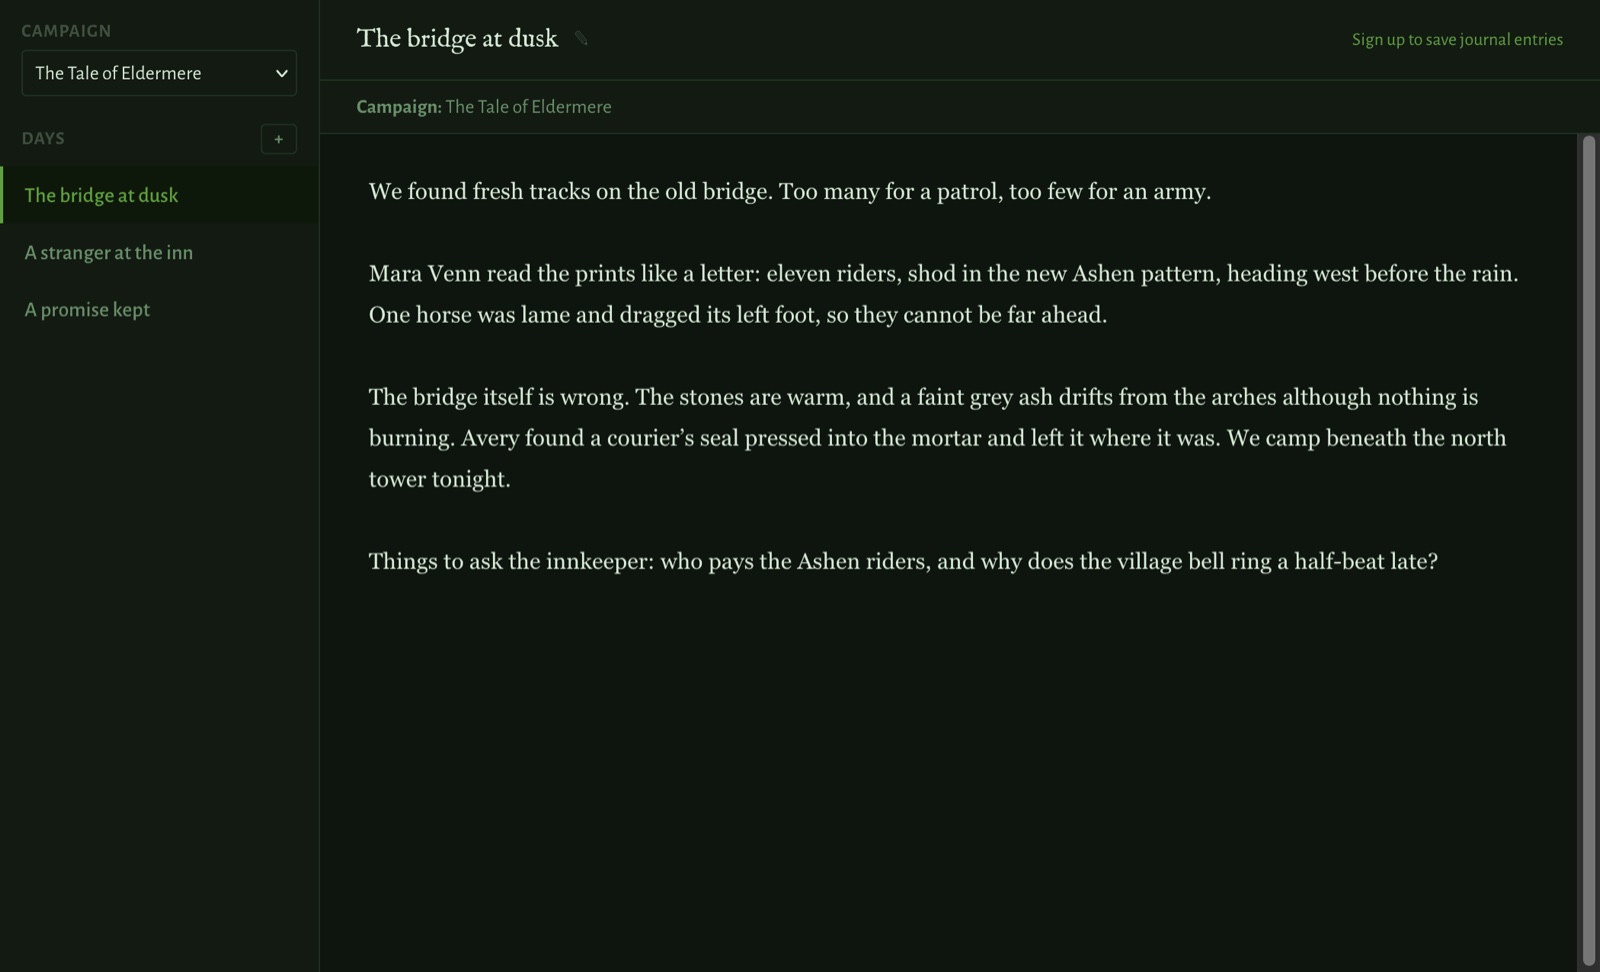 CAMPAIGN
The Tale of Eldermere
DAYS
+
The bridge at dusk
A stranger at the inn
A promise kept
The bridge at dusk
Sign up to save journal entries
Campaign: The Tale of Eldermere
We found fresh tracks on the old bridge. Too many for a patrol, too few for an army.
Mara Venn read the prints like a letter: eleven riders, shod in the new Ashen pattern, heading west before the rain.
One horse was lame and dragged its left foot, so they cannot be far ahead.
The bridge itself is wrong. The stones are warm, and a faint grey ash drifts from the arches although nothing is
burning. Avery found a courier’s seal pressed into the mortar and left it where it was. We camp beneath the north
tower tonight.
Things to ask the innkeeper: who pays the Ashen riders, and why does the village bell ring a half-beat late?